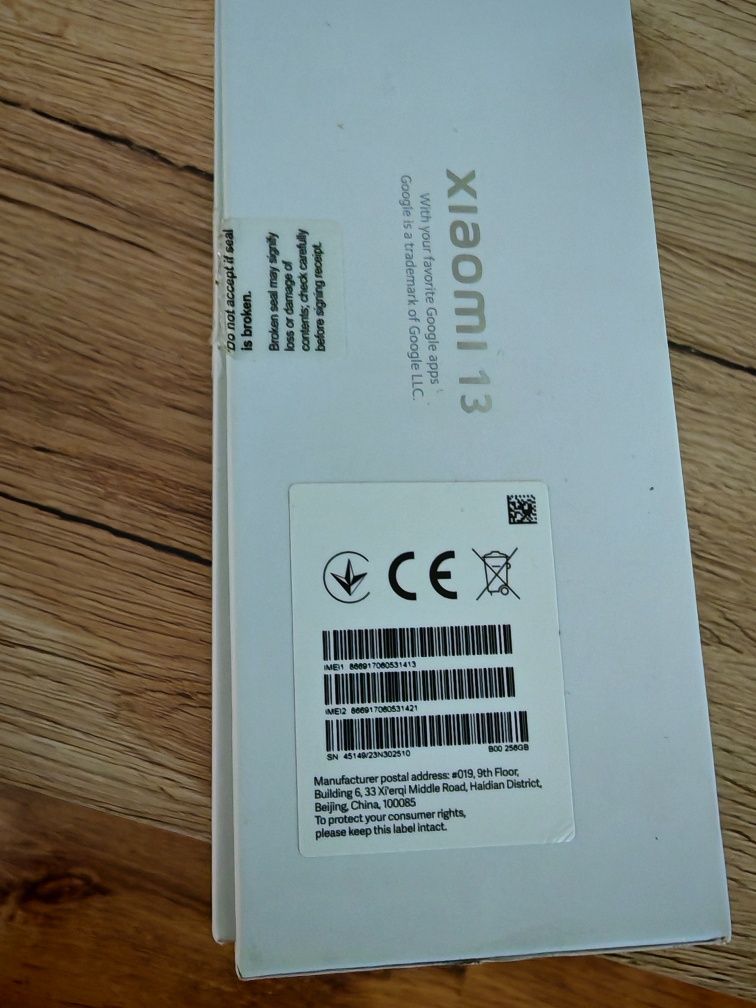 xiaomi 13
With your favorite Google apps
Google is a trademark of Google LLC.
Do not accept if seal
is broken.
Broken seal may signify
loss or damage of
contents; check carefully
before signing receipt.
CE
IMEI1 866917060531413
IMEI2 866917060531421
SN 45149/23N302510 B00 256GB
Manufacturer postal address: #019, 9th Floor,
Building 6, 33 Xi'erqi Middle Road, Haidian District,
Beijing, China, 100085
To protect your consumer rights,
please keep this label intact.